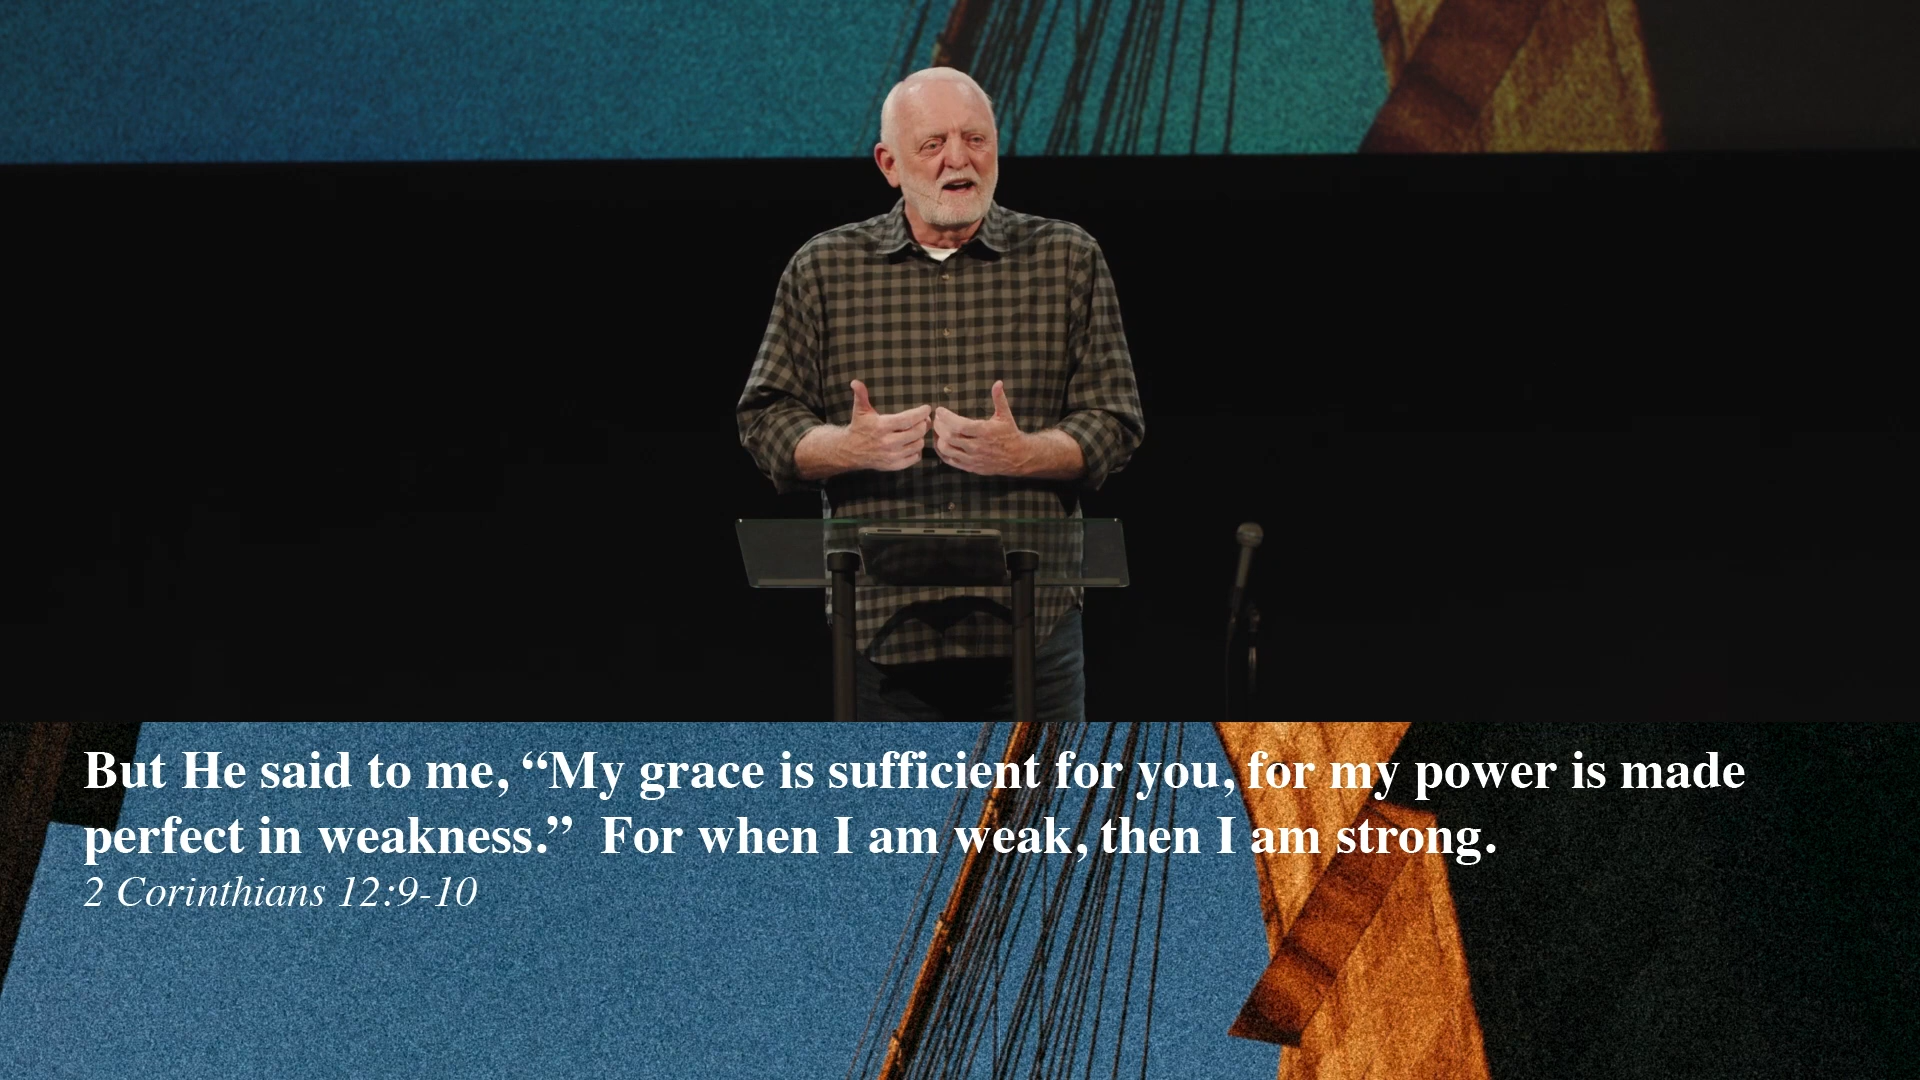 But He said to me, “My grace is sufficient for you, for my power is made
perfect in weakness.”  For when I am weak, then I am strong.
2 Corinthians 12:9-10